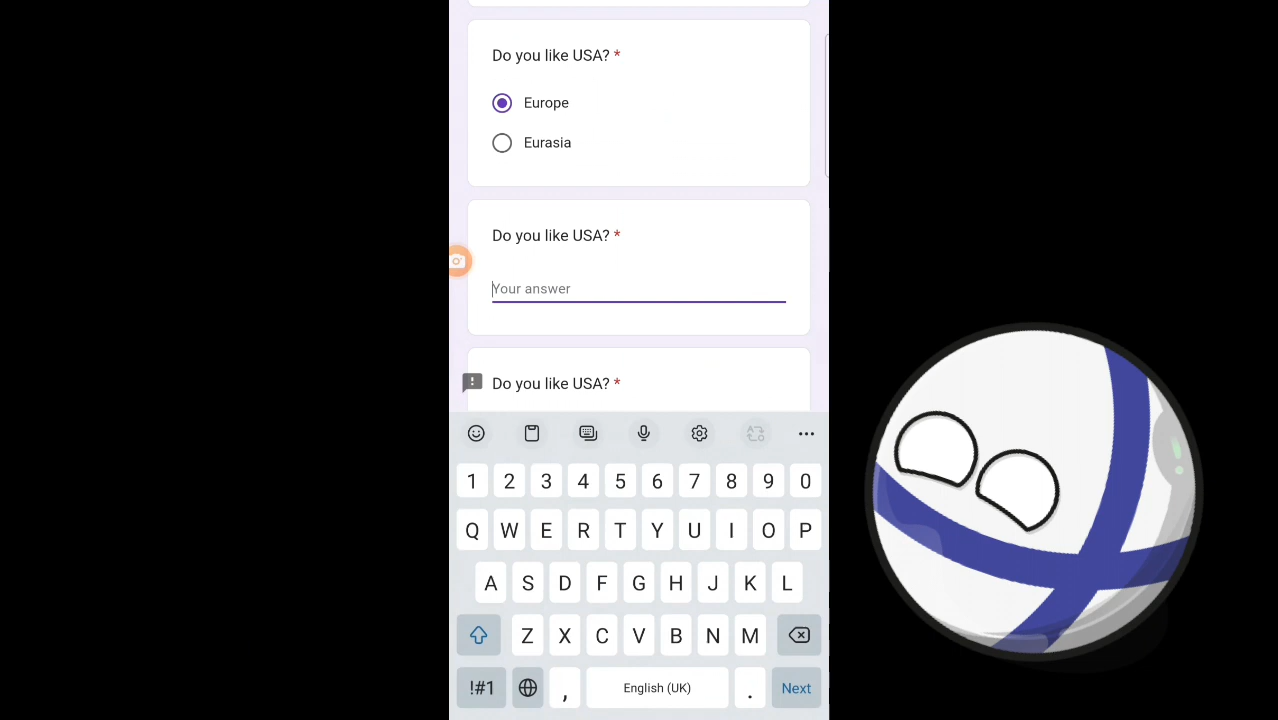 Do you like USA? *
Europe
Eurasia
Do you like USA? *
Your answer
Do you like USA? *
1 2 3 4 5 6 7 8 9 0
Q W E R T Y U I O P
A S D F G H J K L
Z X C V B N M
!#1 , English (UK) . Next